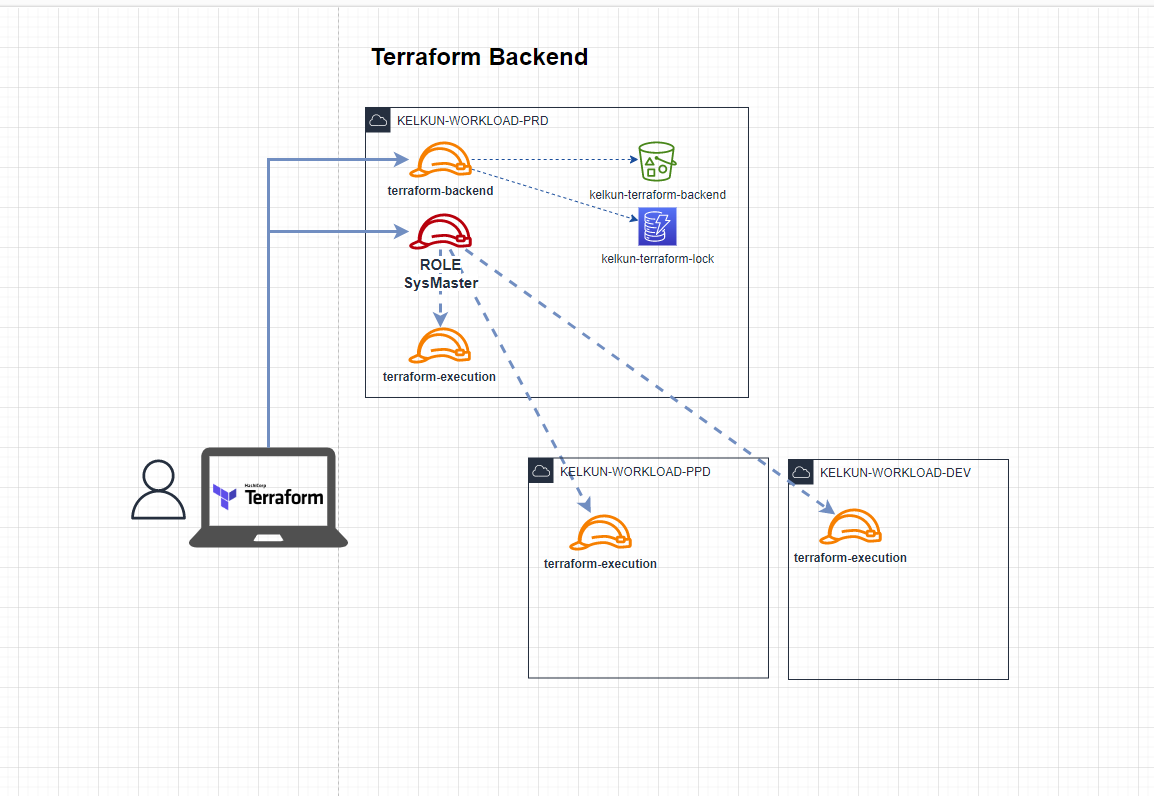 Terraform Backend
KELKUN-WORKLOAD-PRD
terraform-backend
kelkun-terraform-backend
ROLE
SysMaster
kelkun-terraform-lock
terraform-execution
HashiCorp
Terraform
KELKUN-WORKLOAD-PPD
terraform-execution
KELKUN-WORKLOAD-DEV
terraform-execution